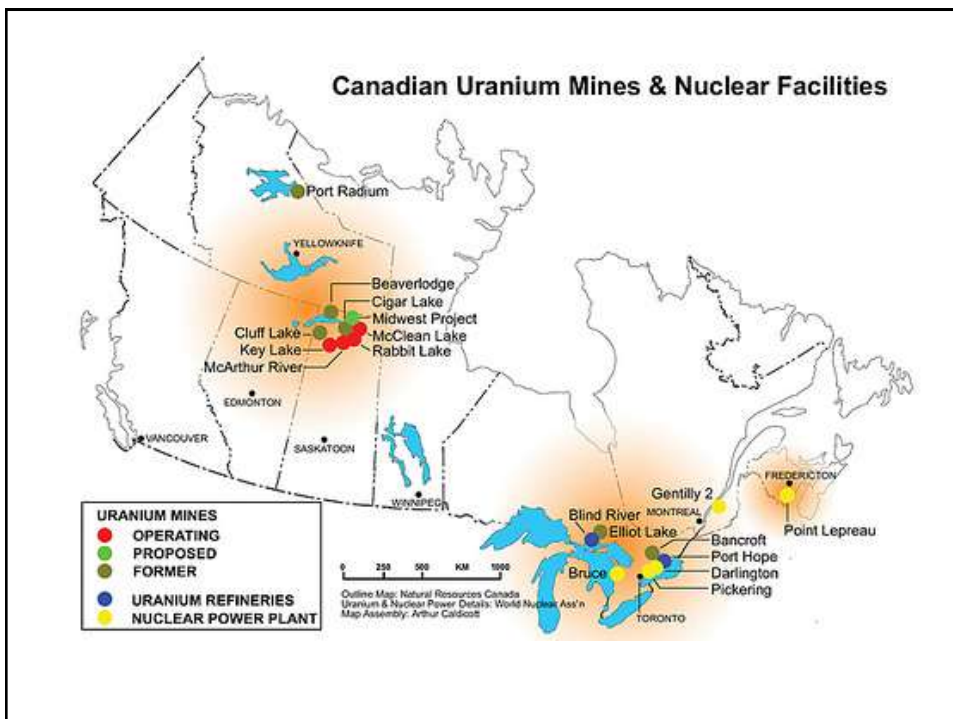 Canadian Uranium Mines & Nuclear Facilities
Port Radium
YELLOWKNIFE
Beaverlodge
Cigar Lake
Midwest Project
Cluff Lake
McClean Lake
Key Lake
Rabbit Lake
McArthur River
EDMONTON
VANCOUVER
SASKATOON
WINNIPEG
FREDERICTON
Gentilly 2
MONTREAL
Point Lepreau
Blind River
Elliot Lake
Bancroft
Port Hope
Bruce
Darlington
Pickering
TORONTO
URANIUM MINES
OPERATING
PROPOSED
FORMER
URANIUM REFINERIES
NUCLEAR POWER PLANT
0 500 KM 1000
Outline Map: Natural Resources Canada
Uranium & Nuclear Power Details: World Nuclear Ass'n
Map Assembly: Arthur Caldicott